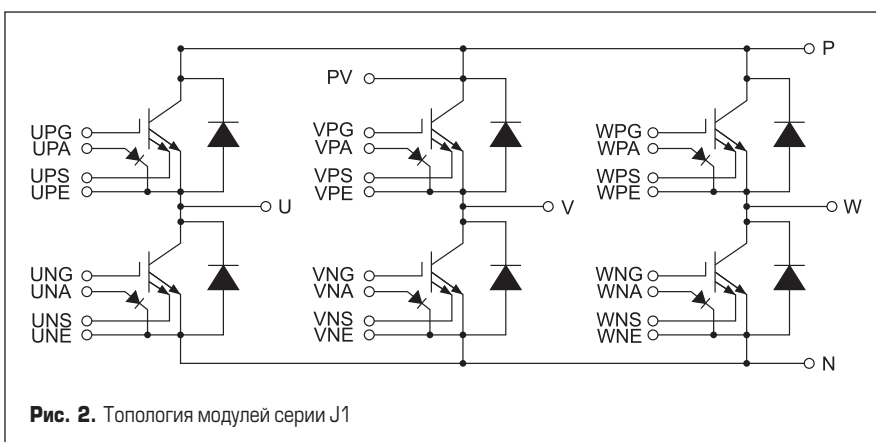 P
PV
UPG
UPA
UPS
UPE
VPG
VPA
VPS
VPE
WPG
WPA
WPS
WPE
U
V
W
UNG
UNA
UNS
UNE
VNG
VNA
VNS
VNE
WNG
WNA
WNS
WNE
N
Рис. 2. Топология модулей серии J1